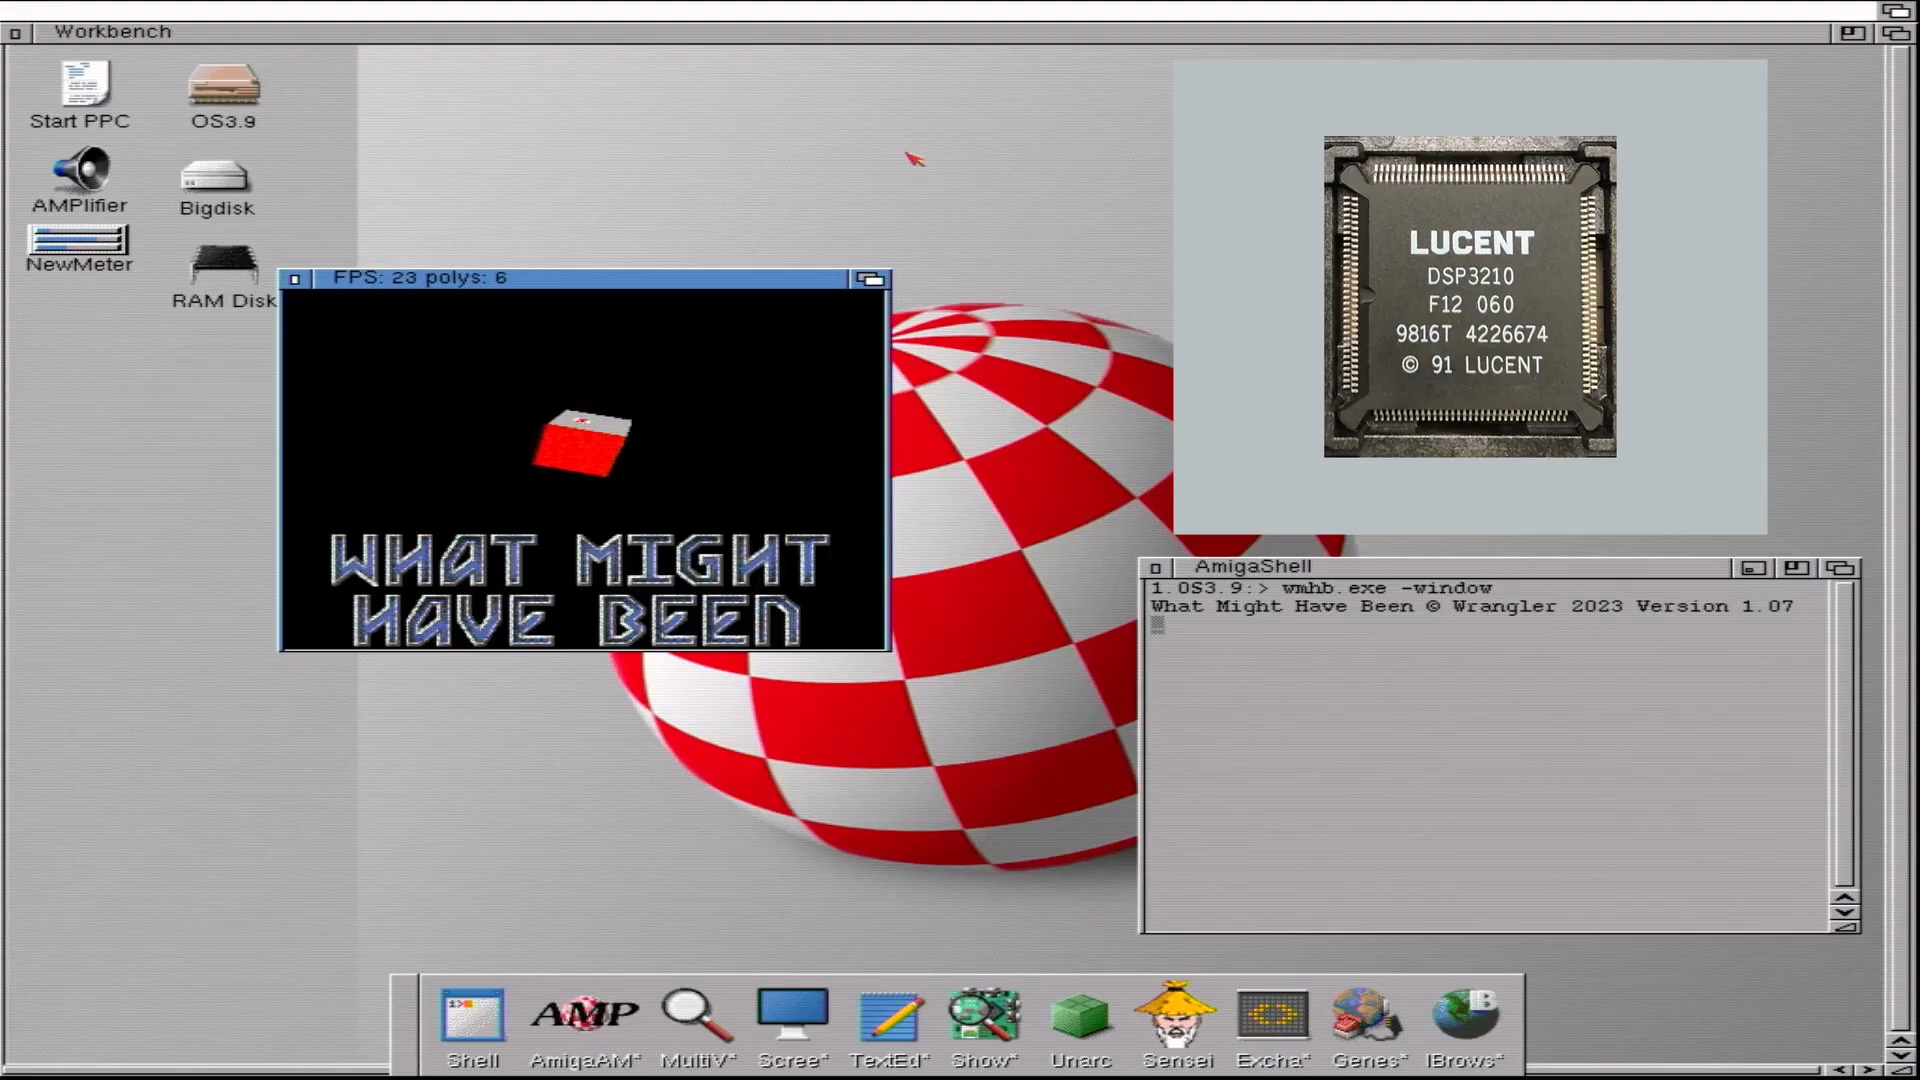 Workbench
Start PPC
OS3.9
AMPlifier
Bigdisk
NewMeter
RAM Disk
FPS: 23 polys: 6
WHAT MIGHT
HAVE BEEN
LUCENT
DSP3210
F12 060
9816T 4226674
© 91 LUCENT
AmigaShell
1.OS3.9:> wmhb.exe -window
What Might Have Been © Wrangler 2023 Version 1.07
1>
AMP
B
Shell
AmigaAM*
MultiV*
Scree*
TextEd*
Show*
Unarc
Sensei
Excha*
Genes*
IBrows*